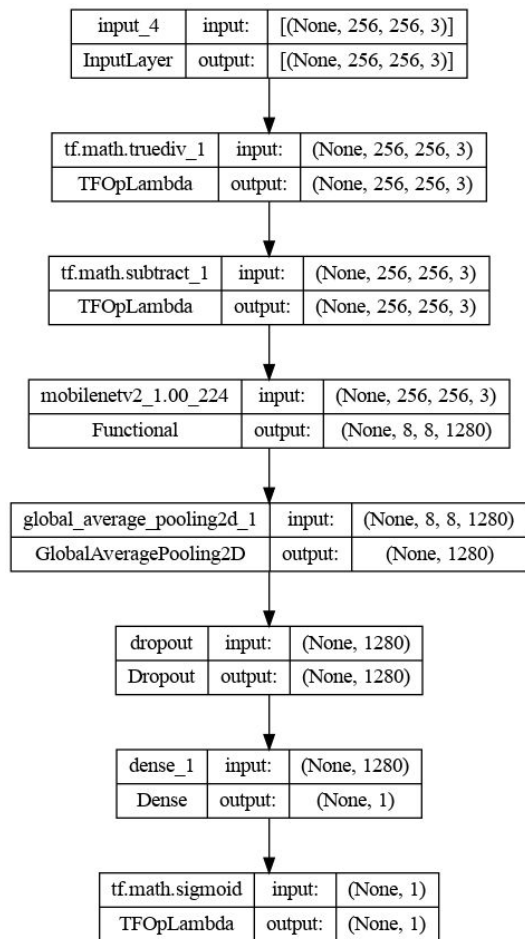 input_4 input: [(None, 256, 256, 3)]
InputLayer output: [(None, 256, 256, 3)]
tf.math.truediv_1 input: (None, 256, 256, 3)
TFOpLambda output: (None, 256, 256, 3)
tf.math.subtract_1 input: (None, 256, 256, 3)
TFOpLambda output: (None, 256, 256, 3)
mobilenetv2_1.00_224 input: (None, 256, 256, 3)
Functional output: (None, 8, 8, 1280)
global_average_pooling2d_1 input: (None, 8, 8, 1280)
GlobalAveragePooling2D output: (None, 1280)
dropout input: (None, 1280)
Dropout output: (None, 1280)
dense_1 input: (None, 1280)
Dense output: (None, 1)
tf.math.sigmoid input: (None, 1)
TFOpLambda output: (None, 1)